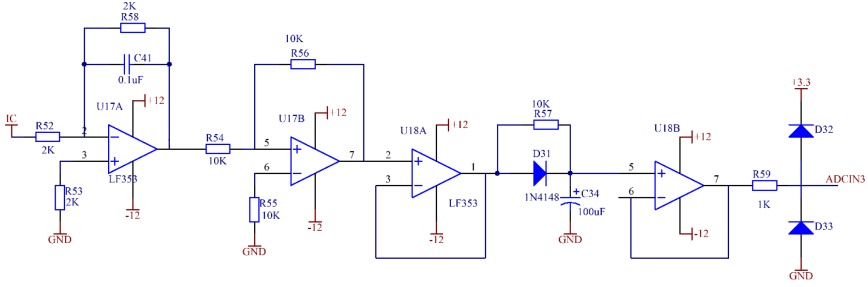 2K
R58
C41
0.1uF
U17A
+12
IC
R52
2K
2
3
R53
2K
LF353
-12
GND
R54
10K
10K
R56
U17B
+12
5
6
7
R55
10K
-12
GND
U18A
+12
2
3
1
LF353
-12
10K
R57
D31
1N4148
C34
100uF
GND
U18B
+12
5
6
7
-12
R59
1K
+3.3
D32
ADCIN3
D33
GND